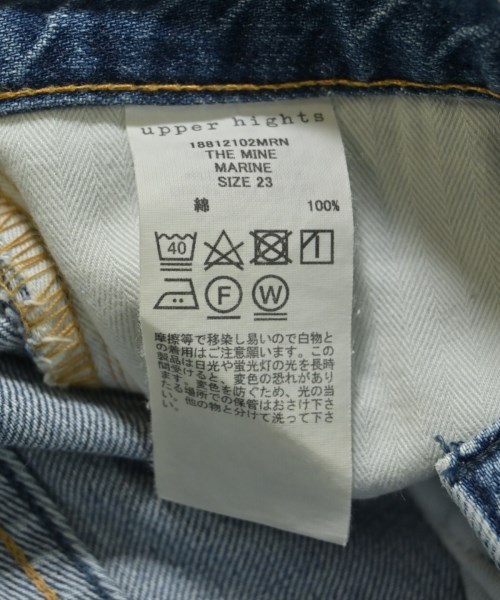 upper hights
18812102MRN
THE MINE
MARINE
SIZE 23
綿 100%
40
F W
摩擦等で移染し易いので白物と
の着用はご注意願います。この
製品は日光や蛍光灯の光を長時
間受けると、変色の恐れがあり
ます。変色を防ぐため、光の当
たる場所での保管はおさけ下さ
い。他の物と分けて洗って下さ
い。